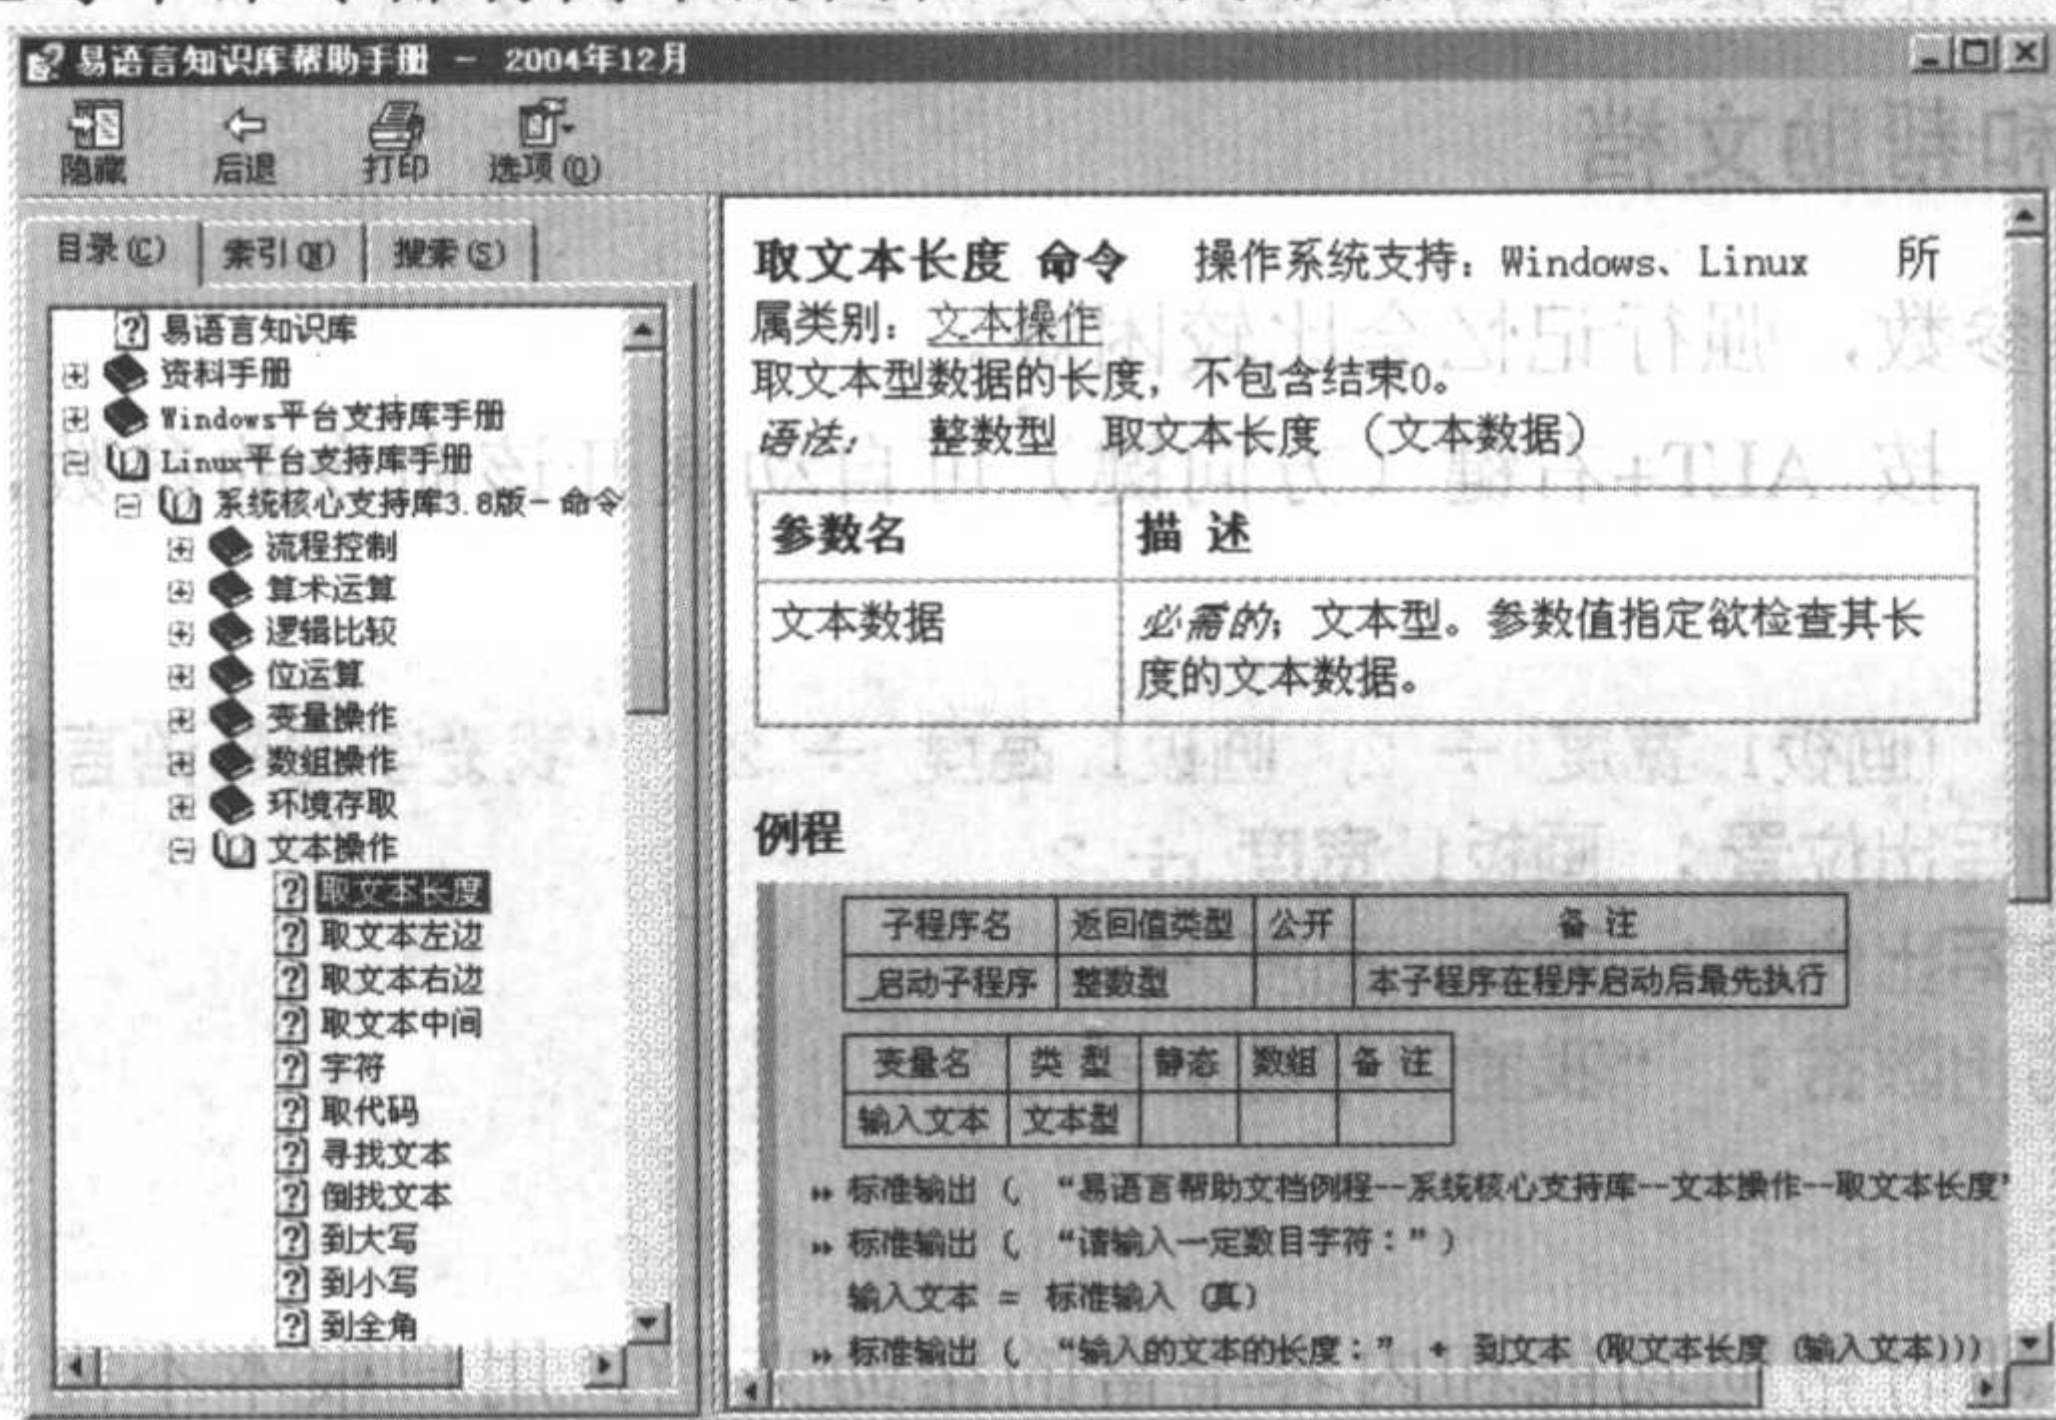 易语言知识库帮助手册 - 2004年12月
隐藏 后退 打印 选项(O)
目录(C) 索引(N) 搜索(S)
易语言知识库
资料手册
Windows平台支持库手册
Linux平台支持库手册
系统核心支持库3.8版-命令
流程控制
算术运算
逻辑比较
位运算
变量操作
数组操作
环境存取
文本操作
取文本长度
取文本左边
取文本右边
取文本中间
字符
取代码
寻找文本
倒找文本
到大写
到小写
到全角
取文本长度 命令 操作系统支持：Windows、Linux 所
属类别：文本操作
取文本型数据的长度，不包含结束0。
语法： 整数型 取文本长度 （文本数据）
参数名 描 述
文本数据 必需的；文本型。参数值指定欲检查其长
度的文本数据。
例程
子程序名 返回值类型 公开 备 注
_启动子程序 整数型 本子程序在程序启动后最先执行
变量名 类 型 静态 数组 备 注
输入文本 文本型
标准输出 (, “易语言帮助文档例程--系统核心支持库--文本操作--取文本长度”
标准输出 (, “请输入一定数目字符：”)
输入文本 = 标准输入 (真)
标准输出 (, “输入的文本的长度：” + 到文本 (取文本长度 (输入文本)))